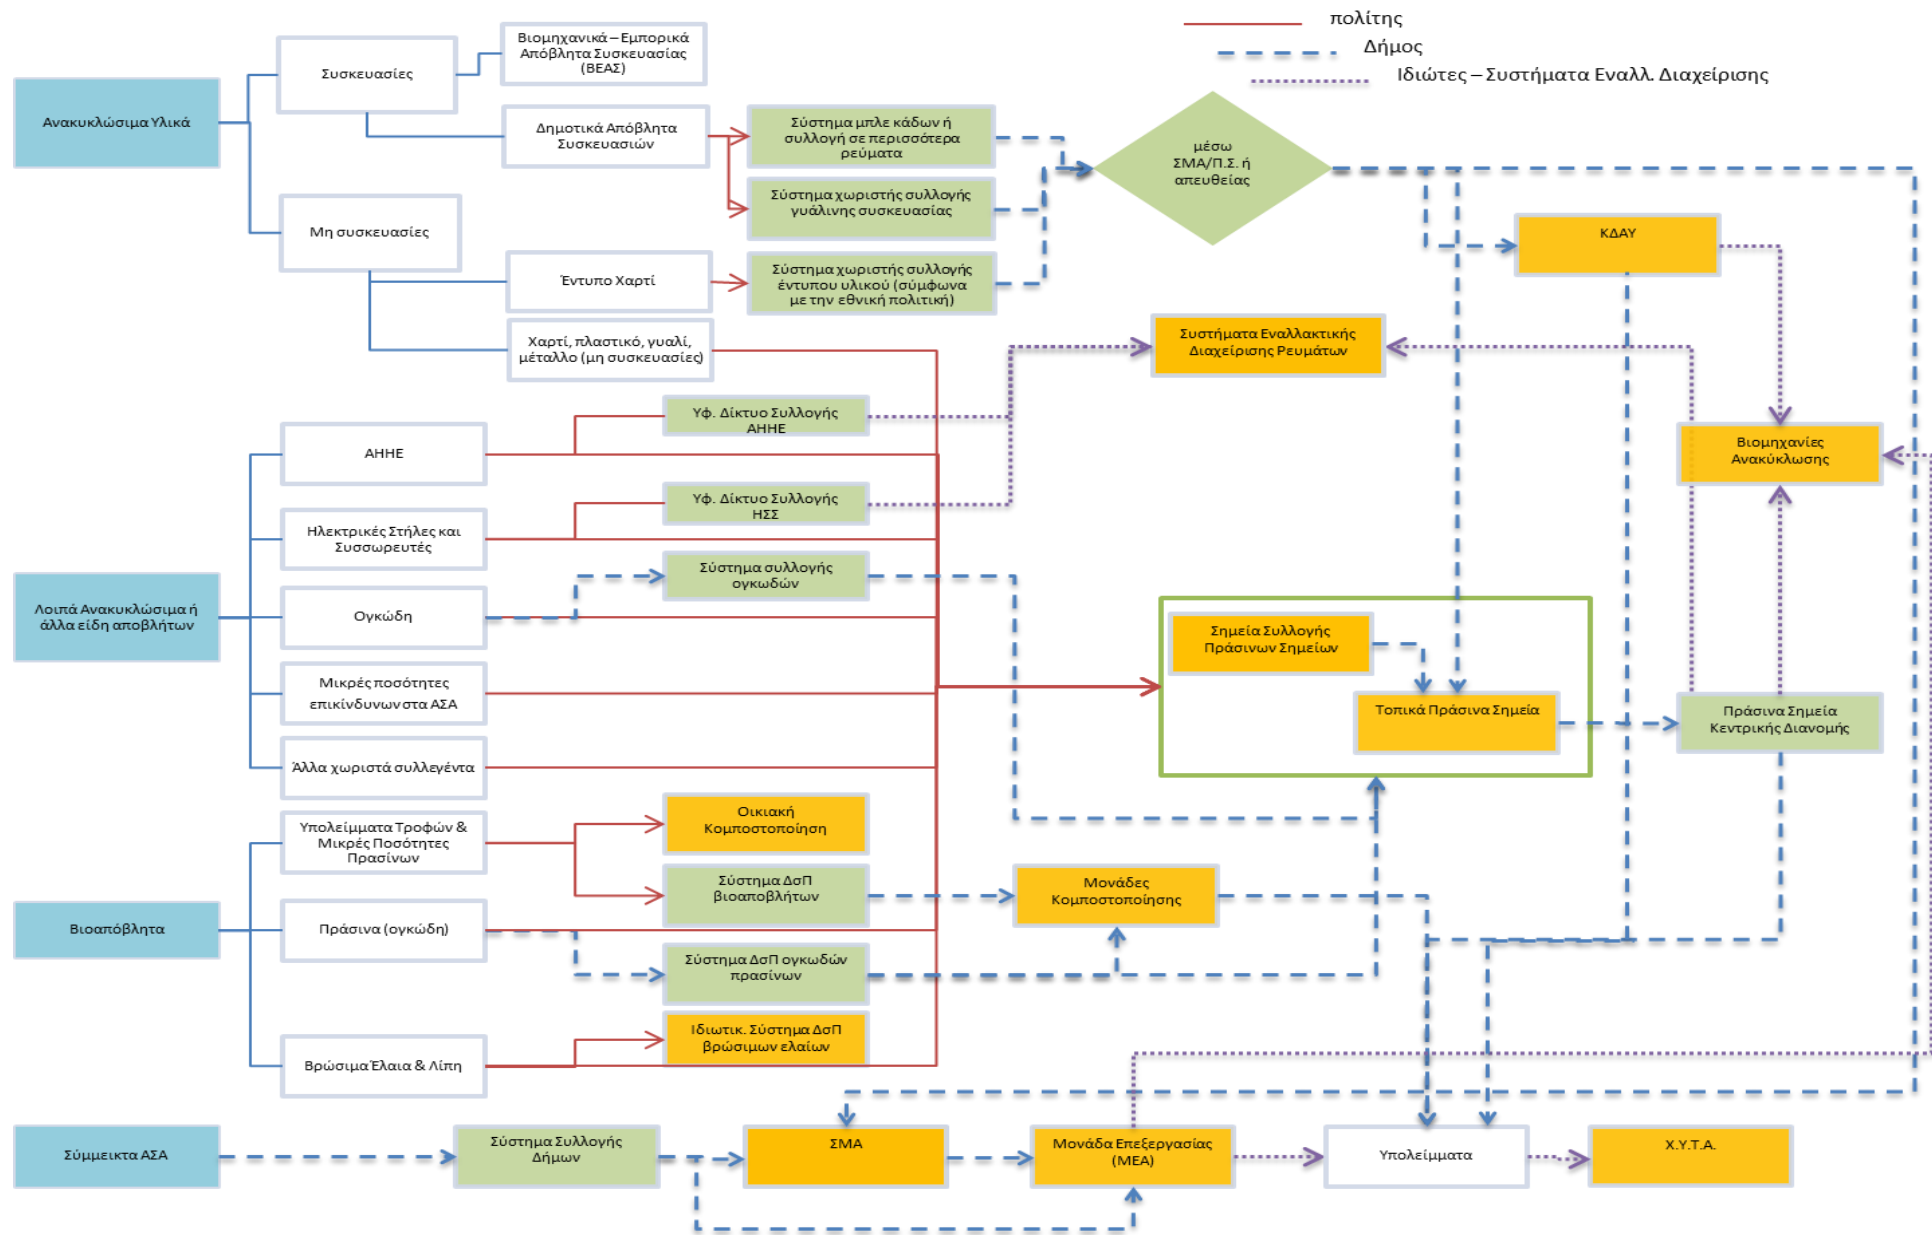 πολίτης
Δήμος
Ιδιώτες – Συστήματα Εναλλ. Διαχείρισης
Ανακυκλώσιμα Υλικά
Συσκευασίες
Βιομηχανικά – Εμπορικά
Απόβλητα Συσκευασίας
(ΒΕΑΣ)
Δημοτικά Απόβλητα
Συσκευασιών
Σύστημα μπλε κάδων ή
συλλογή σε περισσότερα
ρεύματα
μέσω
ΣΜΑ/Π.Σ. ή
απευθείας
Σύστημα χωριστής συλλογής
γυάλινης συσκευασίας
Μη συσκευασίες
ΚΔΑΥ
Έντυπο Χαρτί
Σύστημα χωριστής συλλογής
έντυπου υλικού (σύμφωνα
με την εθνική πολιτική)
Χαρτί, πλαστικό, γυαλί,
μέταλλο (μη συσκευασίες)
Συστήματα Εναλλακτικής
Διαχείρισης Ρευμάτων
Υφ. Δίκτυο Συλλογής
ΑΗΗΕ
ΑΗΗΕ
Βιομηχανίες
Ανακύκλωσης
Υφ. Δίκτυο Συλλογής
ΗΣΣ
Ηλεκτρικές Στήλες και
Συσσωρευτές
Σύστημα συλλογής
ογκωδών
Λοιπά Ανακυκλώσιμα ή
άλλα είδη αποβλήτων
Ογκώδη
Σημεία Συλλογής
Πράσινων Σημείων
Μικρές ποσότητες
επικίνδυνων στα ΑΣΑ
Τοπικά Πράσινα Σημεία
Πράσινα Σημεία
Κεντρικής Διανομής
Άλλα χωριστά συλλεγέντα
Υπολείμματα Τροφών &
Μικρές Ποσότητες
Πρασίνων
Οικιακή
Κομποστοποίηση
Σύστημα ΔσΠ
βιοαποβλήτων
Μονάδες
Κομποστοποίησης
Βιοαπόβλητα
Πράσινα (ογκώδη)
Σύστημα ΔσΠ ογκωδών
πρασίνων
Ιδιωτικ. Σύστημα ΔσΠ
βρώσιμων ελαίων
Βρώσιμα Έλαια & Λίπη
Σύμμεικτα ΑΣΑ
Σύστημα Συλλογής
Δήμων
ΣΜΑ
Μονάδα Επεξεργασίας
(ΜΕΑ)
Υπολείμματα
Χ.Υ.Τ.Α.